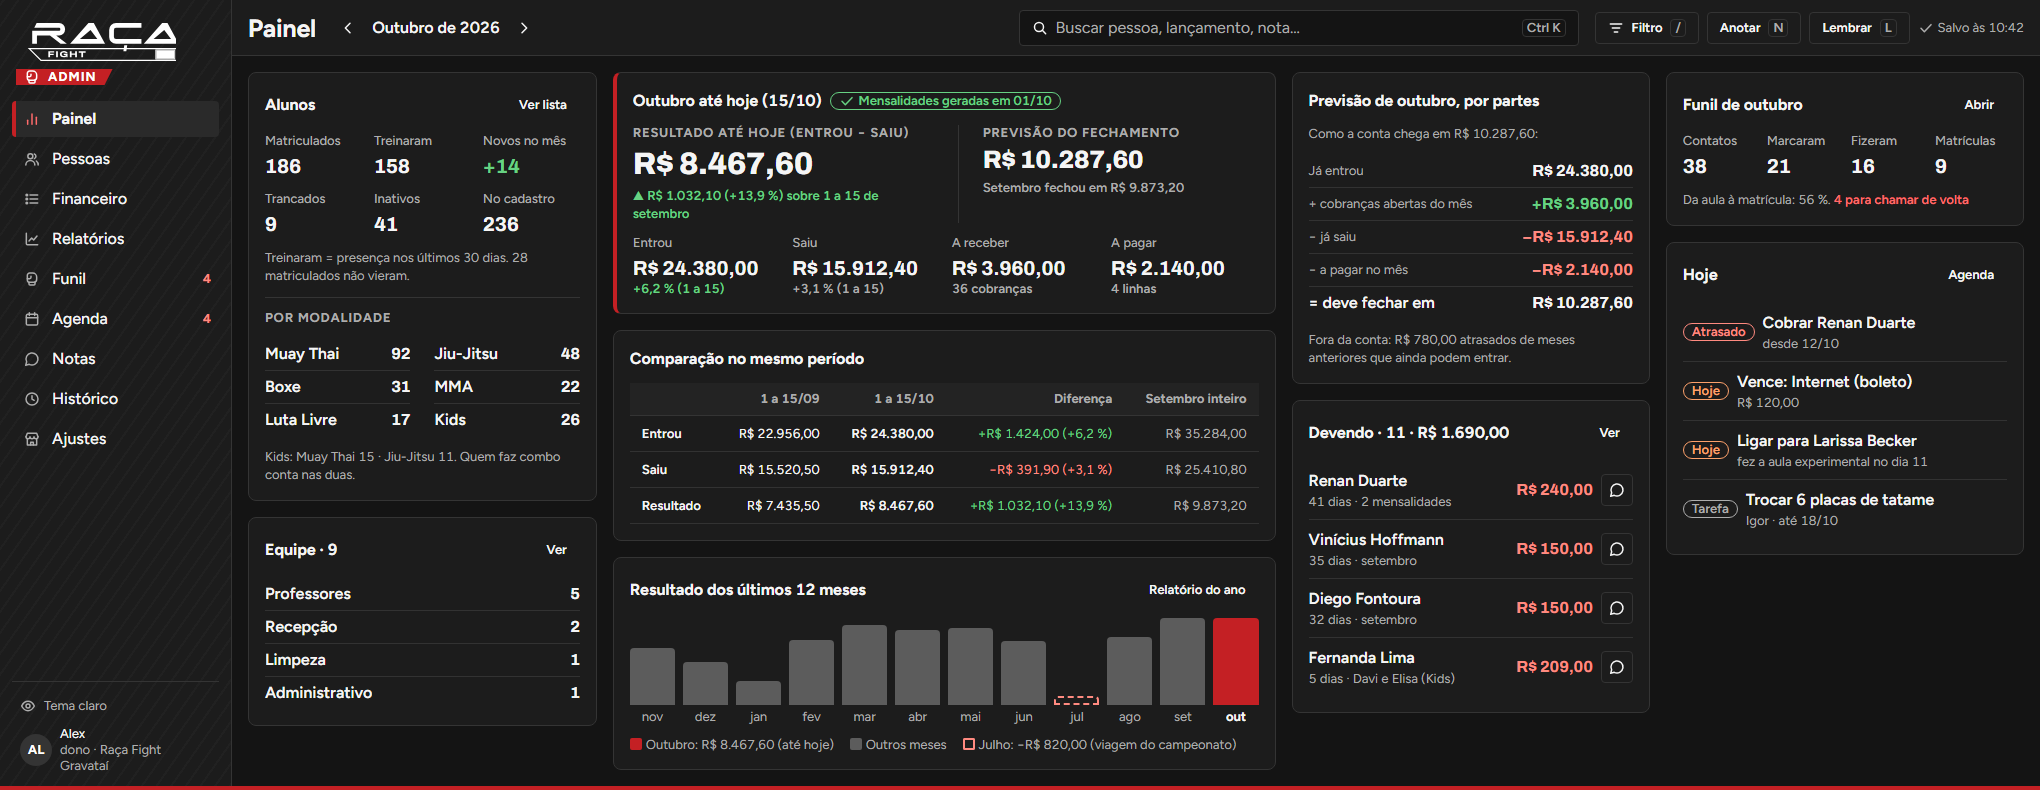 RAÇA
FIGHT
ADMIN
Painel
Pessoas
Financeiro
Relatórios
Funil 4
Agenda 4
Notas
Histórico
Ajustes
Tema claro
AL
Alex
dono · Raça Fight
Gravataí
Painel
Outubro de 2026
Buscar pessoa, lançamento, nota... Ctrl K
Filtro /
Anotar N
Lembrar L
Salvo às 10:42
Alunos Ver lista
Matriculados Treinaram Novos no mês
186 158 +14
Trancados Inativos No cadastro
9 41 236
Treinaram = presença nos últimos 30 dias. 28
matriculados não vieram.
POR MODALIDADE
Muay Thai 92 Jiu-Jitsu 48
Boxe 31 MMA 22
Luta Livre 17 Kids 26
Kids: Muay Thai 15 · Jiu-Jitsu 11. Quem faz combo
conta nas duas.
Equipe · 9 Ver
Professores 5
Recepção 2
Limpeza 1
Administrativo 1
Outubro até hoje (15/10) Mensalidades geradas em 01/10
RESULTADO ATÉ HOJE (ENTROU − SAIU)
R$ 8.467,60
▲ R$ 1.032,10 (+13,9 %) sobre 1 a 15 de
setembro
PREVISÃO DO FECHAMENTO
R$ 10.287,60
Setembro fechou em R$ 9.873,20
Entrou Saiu A receber A pagar
R$ 24.380,00 R$ 15.912,40 R$ 3.960,00 R$ 2.140,00
+6,2 % (1 a 15) +3,1 % (1 a 15) 36 cobranças 4 linhas
Comparação no mesmo período
1 a 15/09 1 a 15/10 Diferença Setembro inteiro
Entrou R$ 22.956,00 R$ 24.380,00 +R$ 1.424,00 (+6,2 %) R$ 35.284,00
Saiu R$ 15.520,50 R$ 15.912,40 −R$ 391,90 (+3,1 %) R$ 25.410,80
Resultado R$ 7.435,50 R$ 8.467,60 +R$ 1.032,10 (+13,9 %) R$ 9.873,20
Resultado dos últimos 12 meses Relatório do ano
nov dez jan fev mar abr mai jun jul ago set out
Outubro: R$ 8.467,60 (até hoje) Outros meses Julho: −R$ 820,00 (viagem do campeonato)
Previsão de outubro, por partes
Como a conta chega em R$ 10.287,60:
Já entrou R$ 24.380,00
+ cobranças abertas do mês +R$ 3.960,00
− já saiu −R$ 15.912,40
− a pagar no mês −R$ 2.140,00
= deve fechar em R$ 10.287,60
Fora da conta: R$ 780,00 atrasados de meses
anteriores que ainda podem entrar.
Devendo · 11 · R$ 1.690,00 Ver
Renan Duarte
41 dias · 2 mensalidades
R$ 240,00
Vinícius Hoffmann
35 dias · setembro
R$ 150,00
Diego Fontoura
32 dias · setembro
R$ 150,00
Fernanda Lima
5 dias · Davi e Elisa (Kids)
R$ 209,00
Funil de outubro Abrir
Contatos Marcaram Fizeram Matrículas
38 21 16 9
Da aula à matrícula: 56 %. 4 para chamar de volta
Hoje Agenda
Atrasado
Cobrar Renan Duarte
desde 12/10
Hoje
Vence: Internet (boleto)
R$ 120,00
Hoje
Ligar para Larissa Becker
fez a aula experimental no dia 11
Tarefa
Trocar 6 placas de tatame
Igor · até 18/10